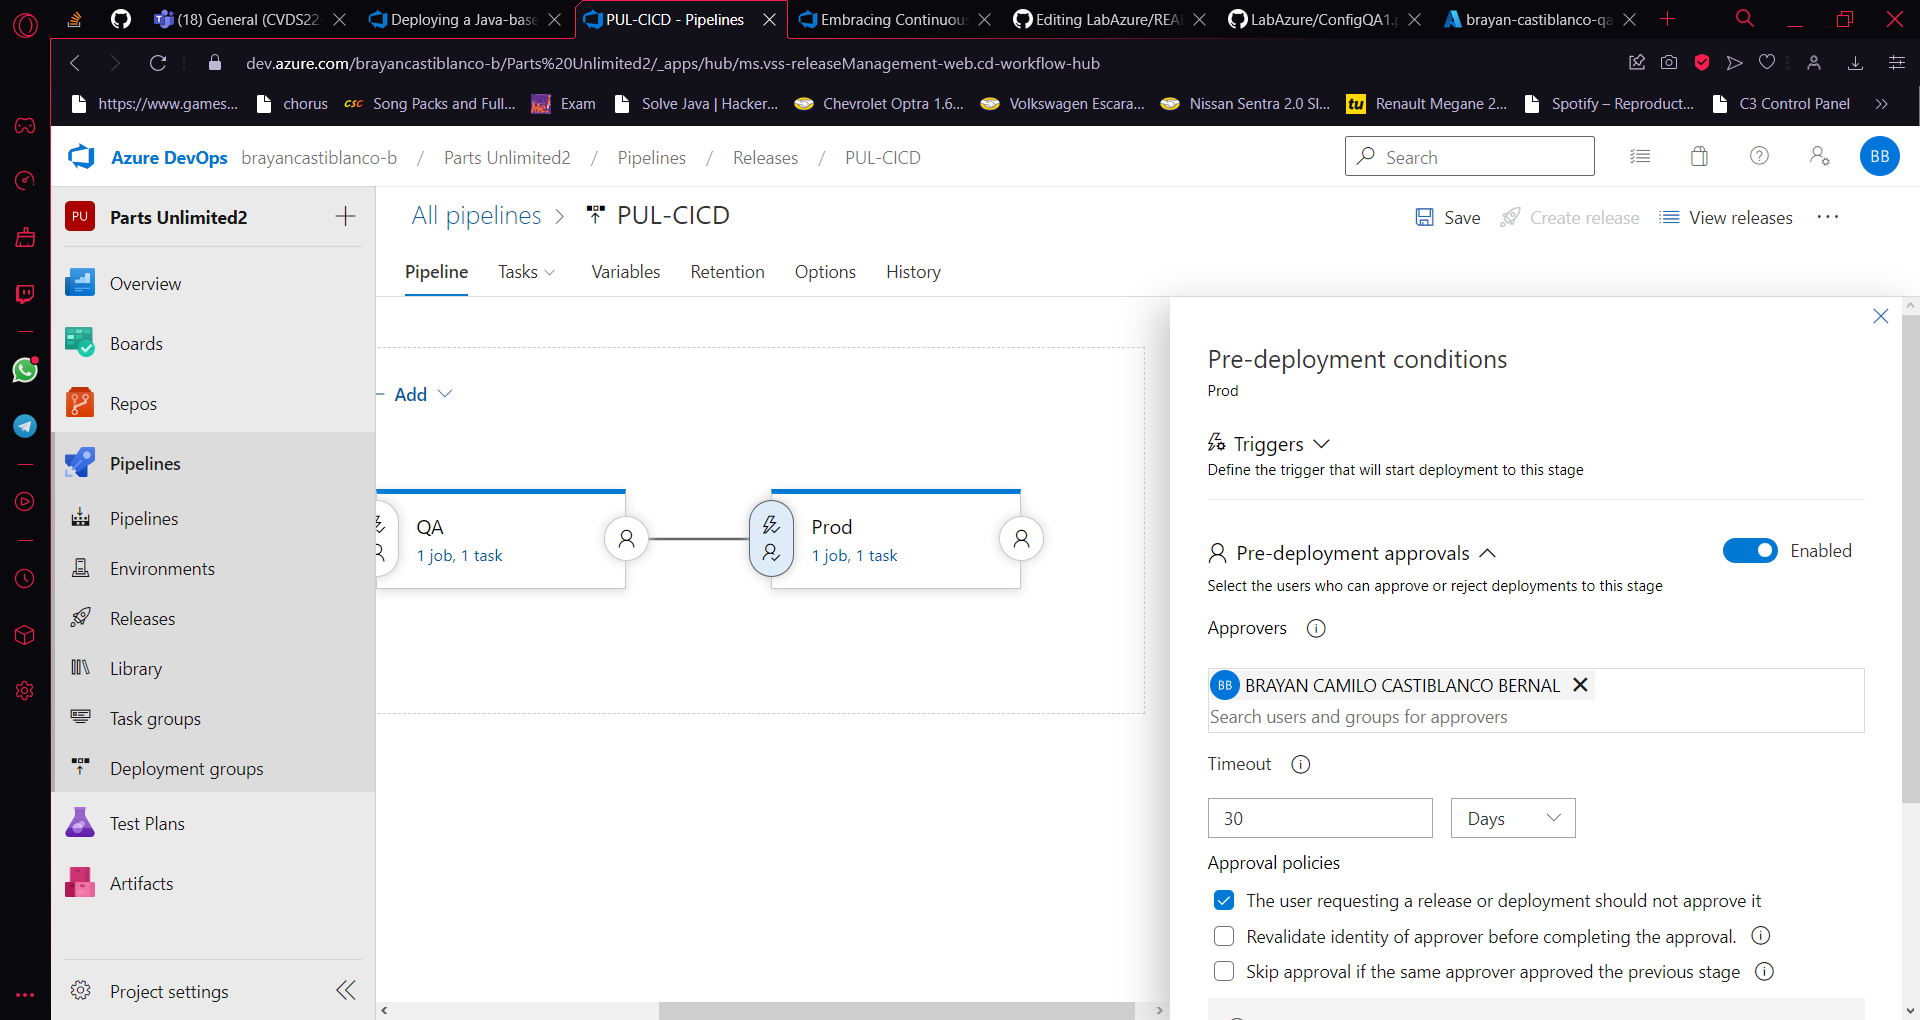 (18) General (CVDS22-
Deploying a Java-base
PUL-CICD - Pipelines
Embracing Continuou
Editing LabAzure/REA
LabAzure/ConfigQA1.p
brayan-castiblanco-qa
dev.azure.com/brayancastiblanco-b/Parts%20Unlimited2/_apps/hub/ms.vss-releaseManagement-web.cd-workflow-hub
https://www.games...
chorus
CSC Song Packs and Full...
Exam
Solve Java | Hacker...
Chevrolet Optra 1.6...
Volkswagen Escara...
Nissan Sentra 2.0 Sl...
tu Renault Megane 2...
Spotify – Reproduct...
C3 Control Panel
Azure DevOps brayancastiblanco-b / Parts Unlimited2 / Pipelines / Releases / PUL-CICD
Search
BB
PU Parts Unlimited2
Overview
Boards
Repos
Pipelines
Pipelines
Environments
Releases
Library
Task groups
Deployment groups
Test Plans
Artifacts
Project settings
All pipelines > PUL-CICD
Save
Create release
View releases
Pipeline Tasks Variables Retention Options History
Add
QA
1 job, 1 task
Prod
1 job, 1 task
Pre-deployment conditions
Prod
Triggers
Define the trigger that will start deployment to this stage
Pre-deployment approvals
Enabled
Select the users who can approve or reject deployments to this stage
Approvers
BB BRAYAN CAMILO CASTIBLANCO BERNAL
Search users and groups for approvers
Timeout
30
Days
Approval policies
The user requesting a release or deployment should not approve it
Revalidate identity of approver before completing the approval.
Skip approval if the same approver approved the previous stage